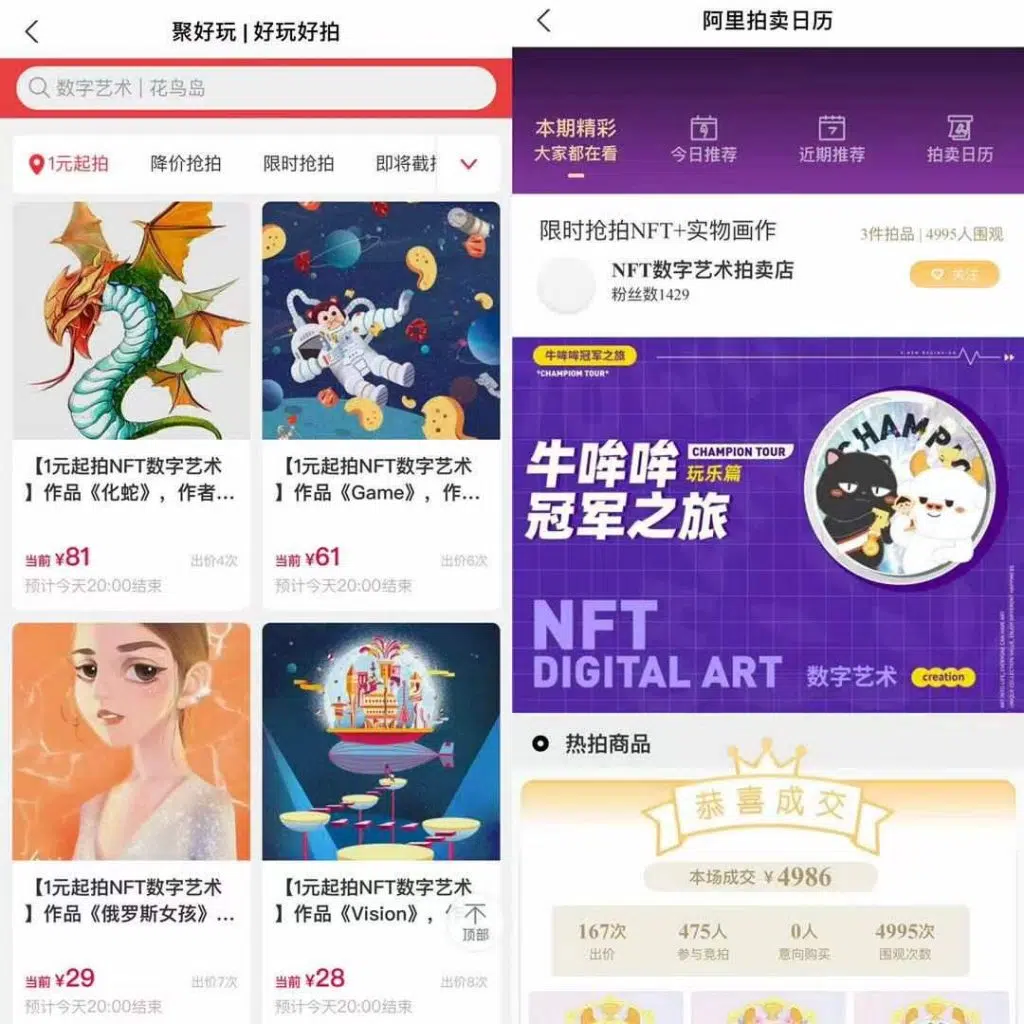 聚好玩 | 好玩好拍
数字艺术 | 花鸟岛
1元起拍 降价抢拍 限时抢拍 即将截
【1元起拍NFT数字艺术
】作品《化蛇》，作者...
当前 ¥81 出价4次
预计今天20:00结束
【1元起拍NFT数字艺术
】作品《Game》，作...
当前 ¥61 出价6次
预计今天20:00结束
【1元起拍NFT数字艺术
】作品《俄罗斯女孩》...
当前 ¥29 出价7次
预计今天20:00结束
【1元起拍NFT数字艺术
】作品《Vision》，
顶部
当前 ¥28 出价8次
预计今天20:00结束
阿里拍卖日历
本期精彩
大家都在看
今日推荐
7
近期推荐
拍卖日历
限时抢拍NFT+实物画作
3件拍品 | 4995人围观
NFT数字艺术拍卖店
粉丝数1429
关注
牛哞哞冠军之旅
"CHAMPIOM TOUR"
牛哞哞
CHAMPION TOUR
玩乐篇
冠军之旅
NFT
DIGITAL ART
数字艺术
creation
热拍商品
恭喜成交
本场成交 ¥4986
167次 475人 0人 4995次
出价 参与竞拍 意向购买 围观次数